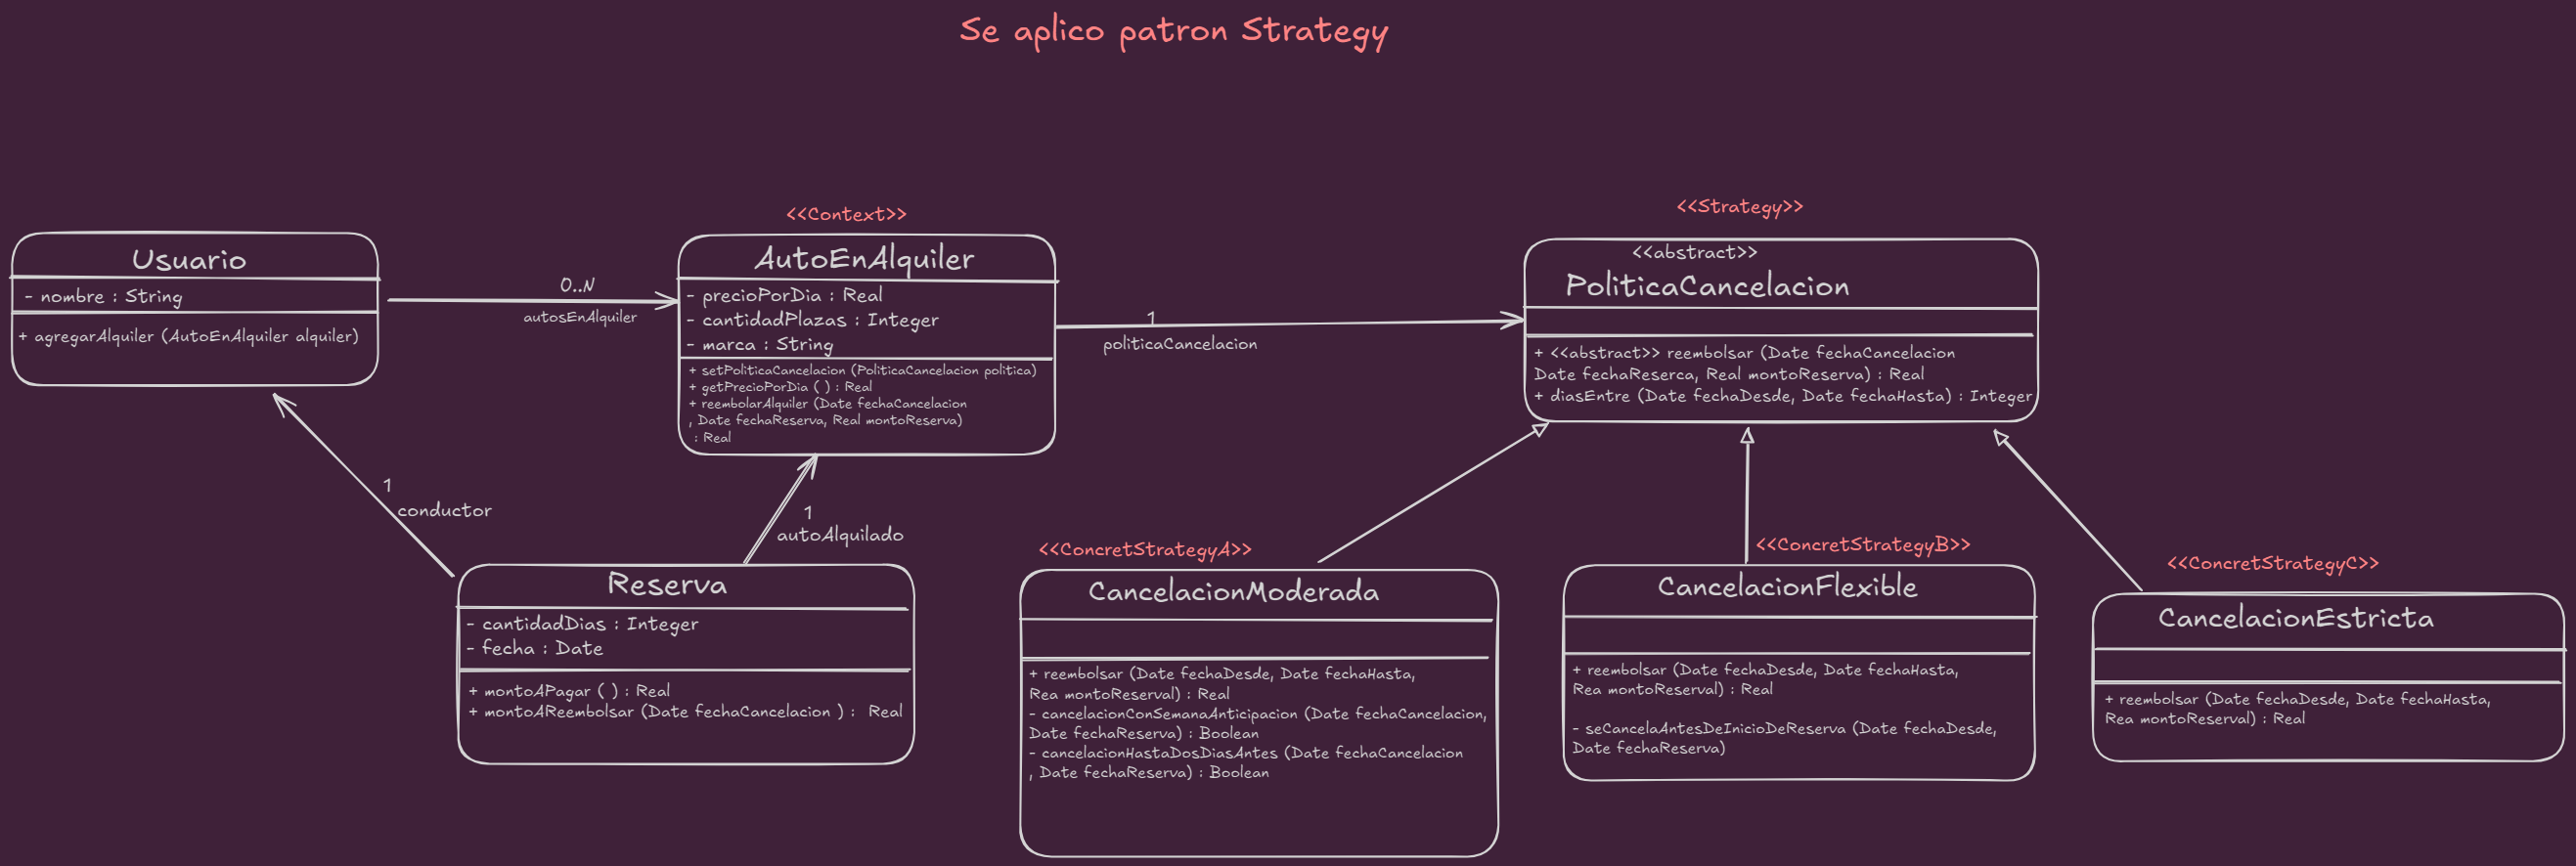 Se aplico patron Strategy
<<Context>>
<<Strategy>>
Usuario
- nombre : String
+ agregarAlquiler (AutoEnAlquiler alquiler)
0..N
autosEnAlquiler
AutoEnAlquiler
- precioPorDia : Real
- cantidadPlazas : Integer
- marca : String
+ setPoliticaCancelacion (PoliticaCancelacion politica)
+ getPrecioPorDia ( ) : Real
+ reembolarAlquiler (Date fechaCancelacion
, Date fechaReserva, Real montoReserva)
: Real
1
politicaCancelacion
<<abstract>>
PoliticaCancelacion
+ <<abstract>> reembolsar (Date fechaCancelacion
Date fechaReserca, Real montoReserva) : Real
+ diasEntre (Date fechaDesde, Date fechaHasta) : Integer
1
conductor
1
autoAlquilado
Reserva
- cantidadDias : Integer
- fecha : Date
+ montoAPagar ( ) : Real
+ montoAReembolsar (Date fechaCancelacion ) : Real
<<ConcretStrategyA>>
CancelacionModerada
+ reembolsar (Date fechaDesde, Date fechaHasta,
Rea montoReserval) : Real
- cancelacionConSemanaAnticipacion (Date fechaCancelacion,
Date fechaReserva) : Boolean
- cancelacionHastaDosDiasAntes (Date fechaCancelacion
, Date fechaReserva) : Boolean
<<ConcretStrategyB>>
CancelacionFlexible
+ reembolsar (Date fechaDesde, Date fechaHasta,
Rea montoReserval) : Real
- seCancelaAntesDeInicioDeReserva (Date fechaDesde,
Date fechaReserva)
<<ConcretStrategyC>>
CancelacionEstricta
+ reembolsar (Date fechaDesde, Date fechaHasta,
Rea montoReserval) : Real